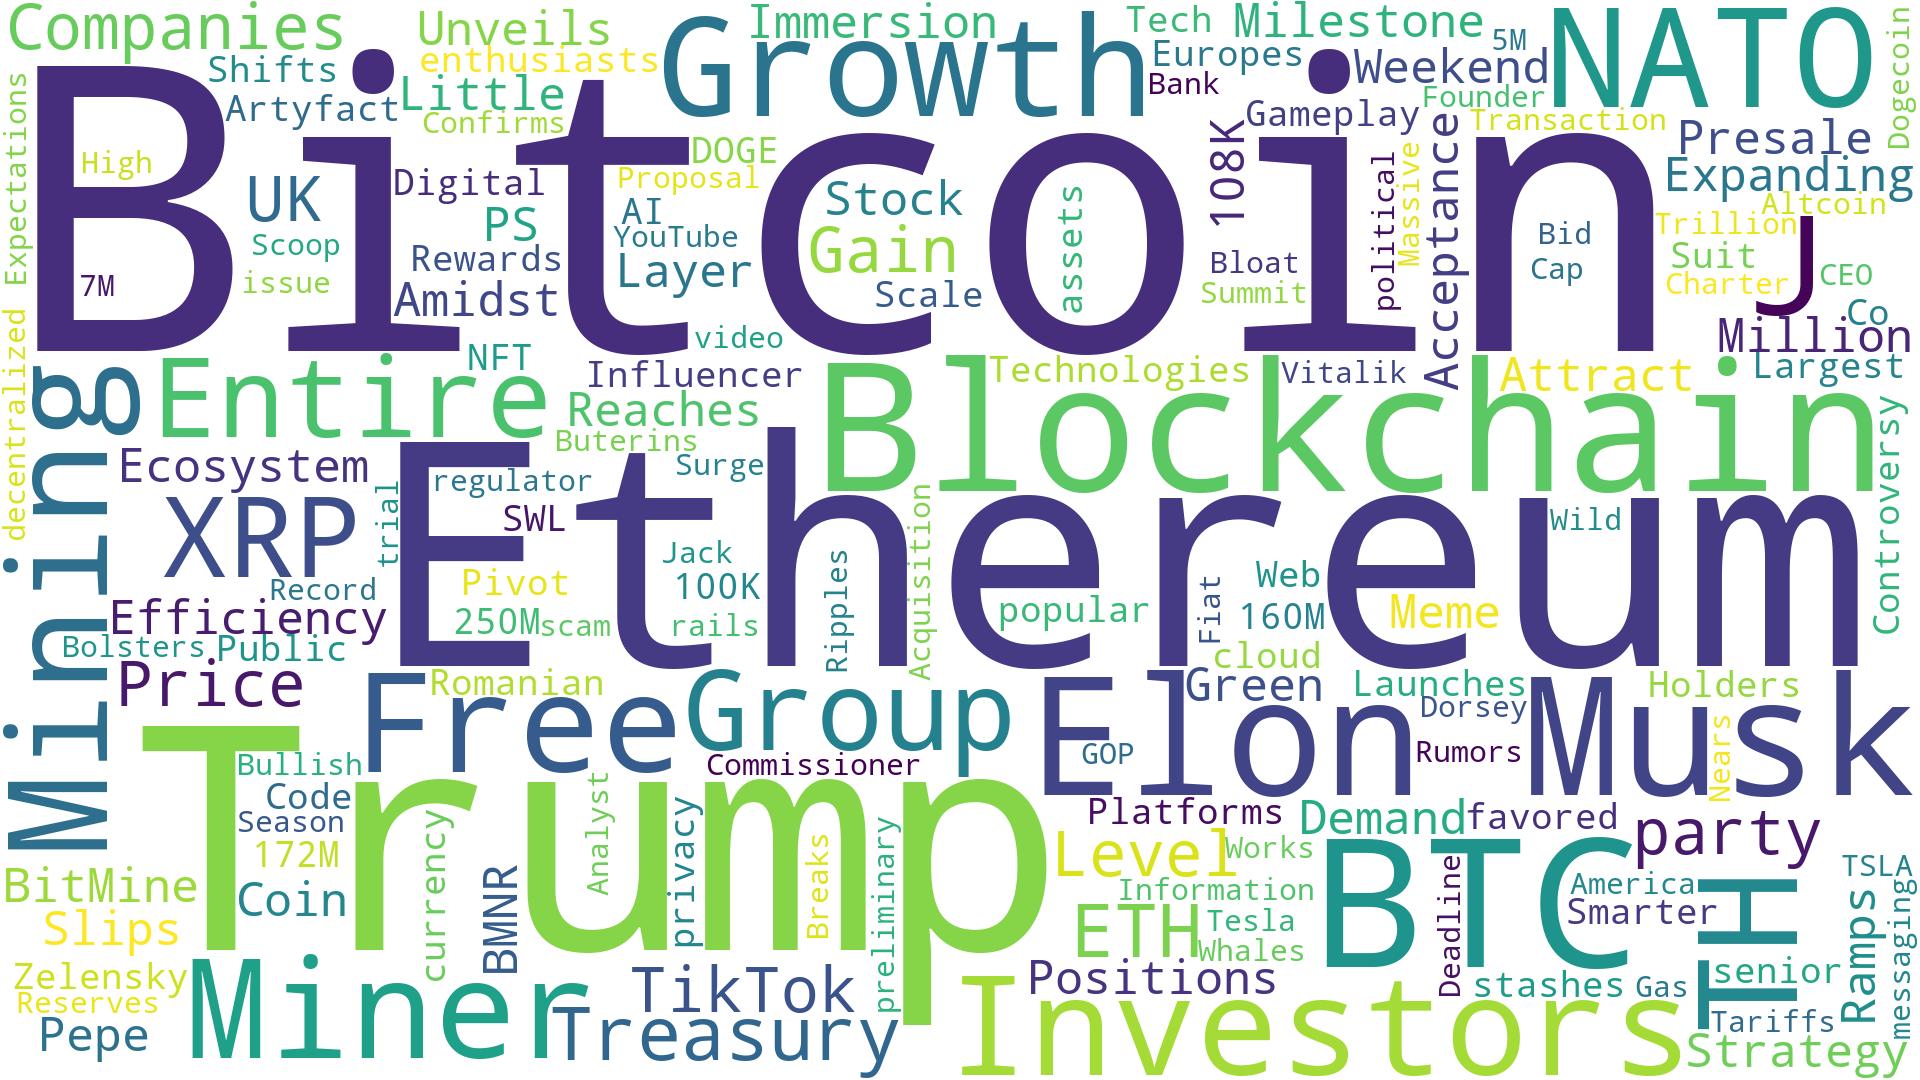 Companies
Unveils
Immersion
Tech
Milestone
5M
NATO
Dogecoin
Bitcoin
Growth
Shifts
enthusiasts
Europes
Weekend
Bank
Founder
Artyfact
Little
Confirms
Gameplay
Transaction
Expectations
High
DOGE
108K
political
Massive
Acceptance
Presale
Expanding
UK
Digital
Proposal
Stock
assets
Altcoin
PS
AI
YouTube
Gain
Bid
Trillion
J
Scoop
Rewards
Layer
Bloat
Cap
Suit
CEO
7M
issue
Amidst
Scale
Summit
Charter
Co
Million
decentralized
Mining
Entire
NFT
video
Influencer
Blockchain
Technologies
Vitalik
Attract
Largest
Reaches
Buterins
Controversy
Ecosystem
Ethereum
regulator
Surge
XRP
trial
SWL
Acquisition
Wild
Jack
Ripples
Record
Pivot
100K
Web
Fiat
Efficiency
250M
scam
rails
popular
160M
Meme
Bolsters
Public
cloud
Price
Free
Romanian
Group
Elon
Green
Launches
Musk
Holders
Dorsey
Trump
Bullish
Commissioner
GOP
Rumors
Nears
Code
Analyst
privacy
Platforms
Season
currency
Breaks
preliminary
Demand
favored
party
172M
Level
Works
BTC
TSLA
BitMine
Coin
BMNR
Information
Deadline
America
TH
Ramps
messaging
Slips
ETH
Tesla
Smarter
Whales
Zelensky
Miner
TikTok
Positions
stashes
Gas
senior
Reserves
Pepe
Treasury
Investors
Tariffs
Strategy